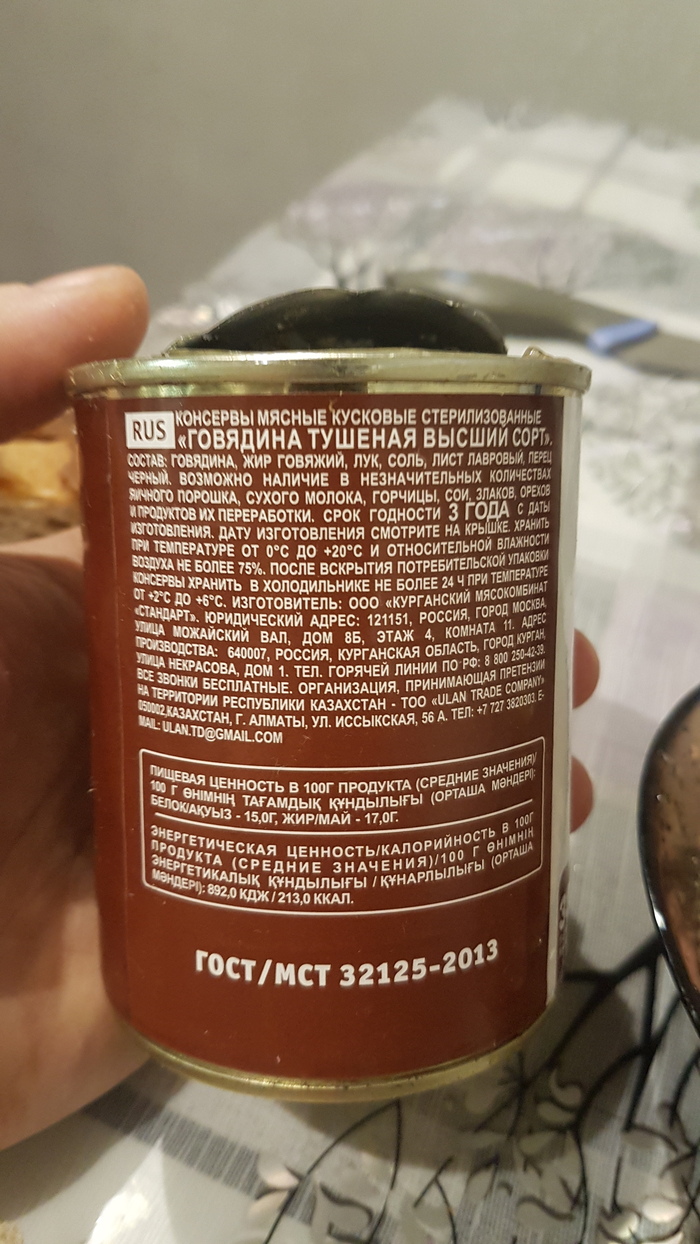 RUS КОНСЕРВЫ МЯСНЫЕ КУСКОВЫЕ СТЕРИЛИЗОВАННЫЕ
«ГОВЯДИНА ТУШЕНАЯ ВЫСШИЙ СОРТ».
СОСТАВ: ГОВЯДИНА, ЖИР ГОВЯЖИЙ, ЛУК, СОЛЬ, ЛИСТ ЛАВРОВЫЙ, ПЕРЕЦ
ЧЕРНЫЙ. ВОЗМОЖНО НАЛИЧИЕ В НЕЗНАЧИТЕЛЬНЫХ КОЛИЧЕСТВАХ
ЯИЧНОГО ПОРОШКА, СУХОГО МОЛОКА, ГОРЧИЦЫ, СОИ, ЗЛАКОВ, ОРЕХОВ
И ПРОДУКТОВ ИХ ПЕРЕРАБОТКИ. СРОК ГОДНОСТИ 3 ГОДА С ДАТЫ
ИЗГОТОВЛЕНИЯ. ДАТУ ИЗГОТОВЛЕНИЯ СМОТРИТЕ НА КРЫШКЕ. ХРАНИТЬ
ПРИ ТЕМПЕРАТУРЕ ОТ 0°С ДО +20°С И ОТНОСИТЕЛЬНОЙ ВЛАЖНОСТИ
ВОЗДУХА НЕ БОЛЕЕ 75%. ПОСЛЕ ВСКРЫТИЯ ПОТРЕБИТЕЛЬСКОЙ УПАКОВКИ
КОНСЕРВЫ ХРАНИТЬ В ХОЛОДИЛЬНИКЕ НЕ БОЛЕЕ 24 Ч ПРИ ТЕМПЕРАТУРЕ
ОТ +2°С ДО +6°С. ИЗГОТОВИТЕЛЬ: ООО «КУРГАНСКИЙ МЯСОКОМБИНАТ
«СТАНДАРТ». ЮРИДИЧЕСКИЙ АДРЕС: 121151, РОССИЯ, ГОРОД МОСКВА,
УЛИЦА МОЖАЙСКИЙ ВАЛ, ДОМ 8Б, ЭТАЖ 4, КОМНАТА 11. АДРЕС
ПРОИЗВОДСТВА: 640007, РОССИЯ, КУРГАНСКАЯ ОБЛАСТЬ, ГОРОД КУРГАН,
УЛИЦА НЕКРАСОВА, ДОМ 1. ТЕЛ. ГОРЯЧЕЙ ЛИНИИ ПО РФ: 8 800 250-42-39.
ВСЕ ЗВОНКИ БЕСПЛАТНЫЕ. ОРГАНИЗАЦИЯ, ПРИНИМАЮЩАЯ ПРЕТЕНЗИИ
НА ТЕРРИТОРИИ РЕСПУБЛИКИ КАЗАХСТАН - ТОО «ULAN TRADE COMPANY»
050002,КАЗАХСТАН, Г. АЛМАТЫ, УЛ. ИССЫКСКАЯ, 56 А. ТЕЛ: +7 727 3820303. E-
MAIL: ULAN.TD@GMAIL.COM
ПИЩЕВАЯ ЦЕННОСТЬ В 100Г ПРОДУКТА (СРЕДНИЕ ЗНАЧЕНИЯ)/
100 Г ӨНІМНІҢ ТАҒАМДЫҚ ҚҰНДЫЛЫҒЫ (ОРТАША МӘНДЕРІ):
БЕЛОК/АҚУЫЗ - 15,0Г, ЖИР/МАЙ - 17,0Г.
ЭНЕРГЕТИЧЕСКАЯ ЦЕННОСТЬ/КАЛОРИЙНОСТЬ В 100Г
ПРОДУКТА (СРЕДНИЕ ЗНАЧЕНИЯ)/100 Г ӨНІМНІҢ
ЭНЕРГЕТИКАЛЫҚ ҚҰНДЫЛЫҒЫ / ҚҰНАРЛЫЛЫҒЫ (ОРТАША
МӘНДЕРІ): 892,0 КДЖ / 213,0 ККАЛ.
ГОСТ/МСТ 32125-2013